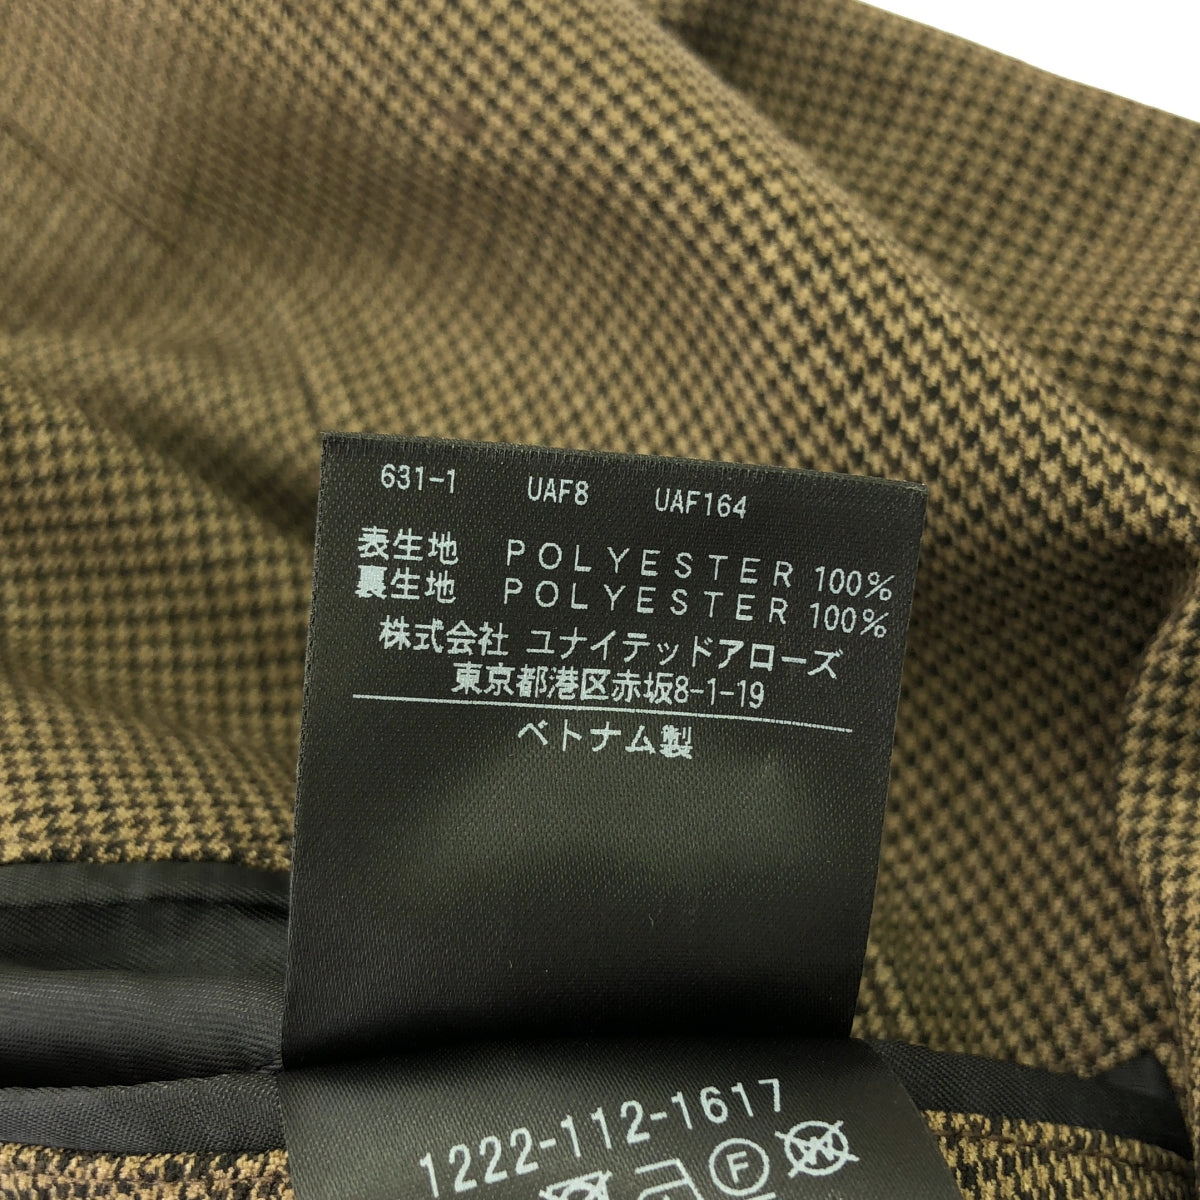 631-1 UAF8 UAF164
表生地 POLYESTER 100%
裏生地 POLYESTER 100%
株式会社 ユナイテッドアローズ
東京都港区赤坂8-1-19
ベトナム製
1222-112-1617
F W